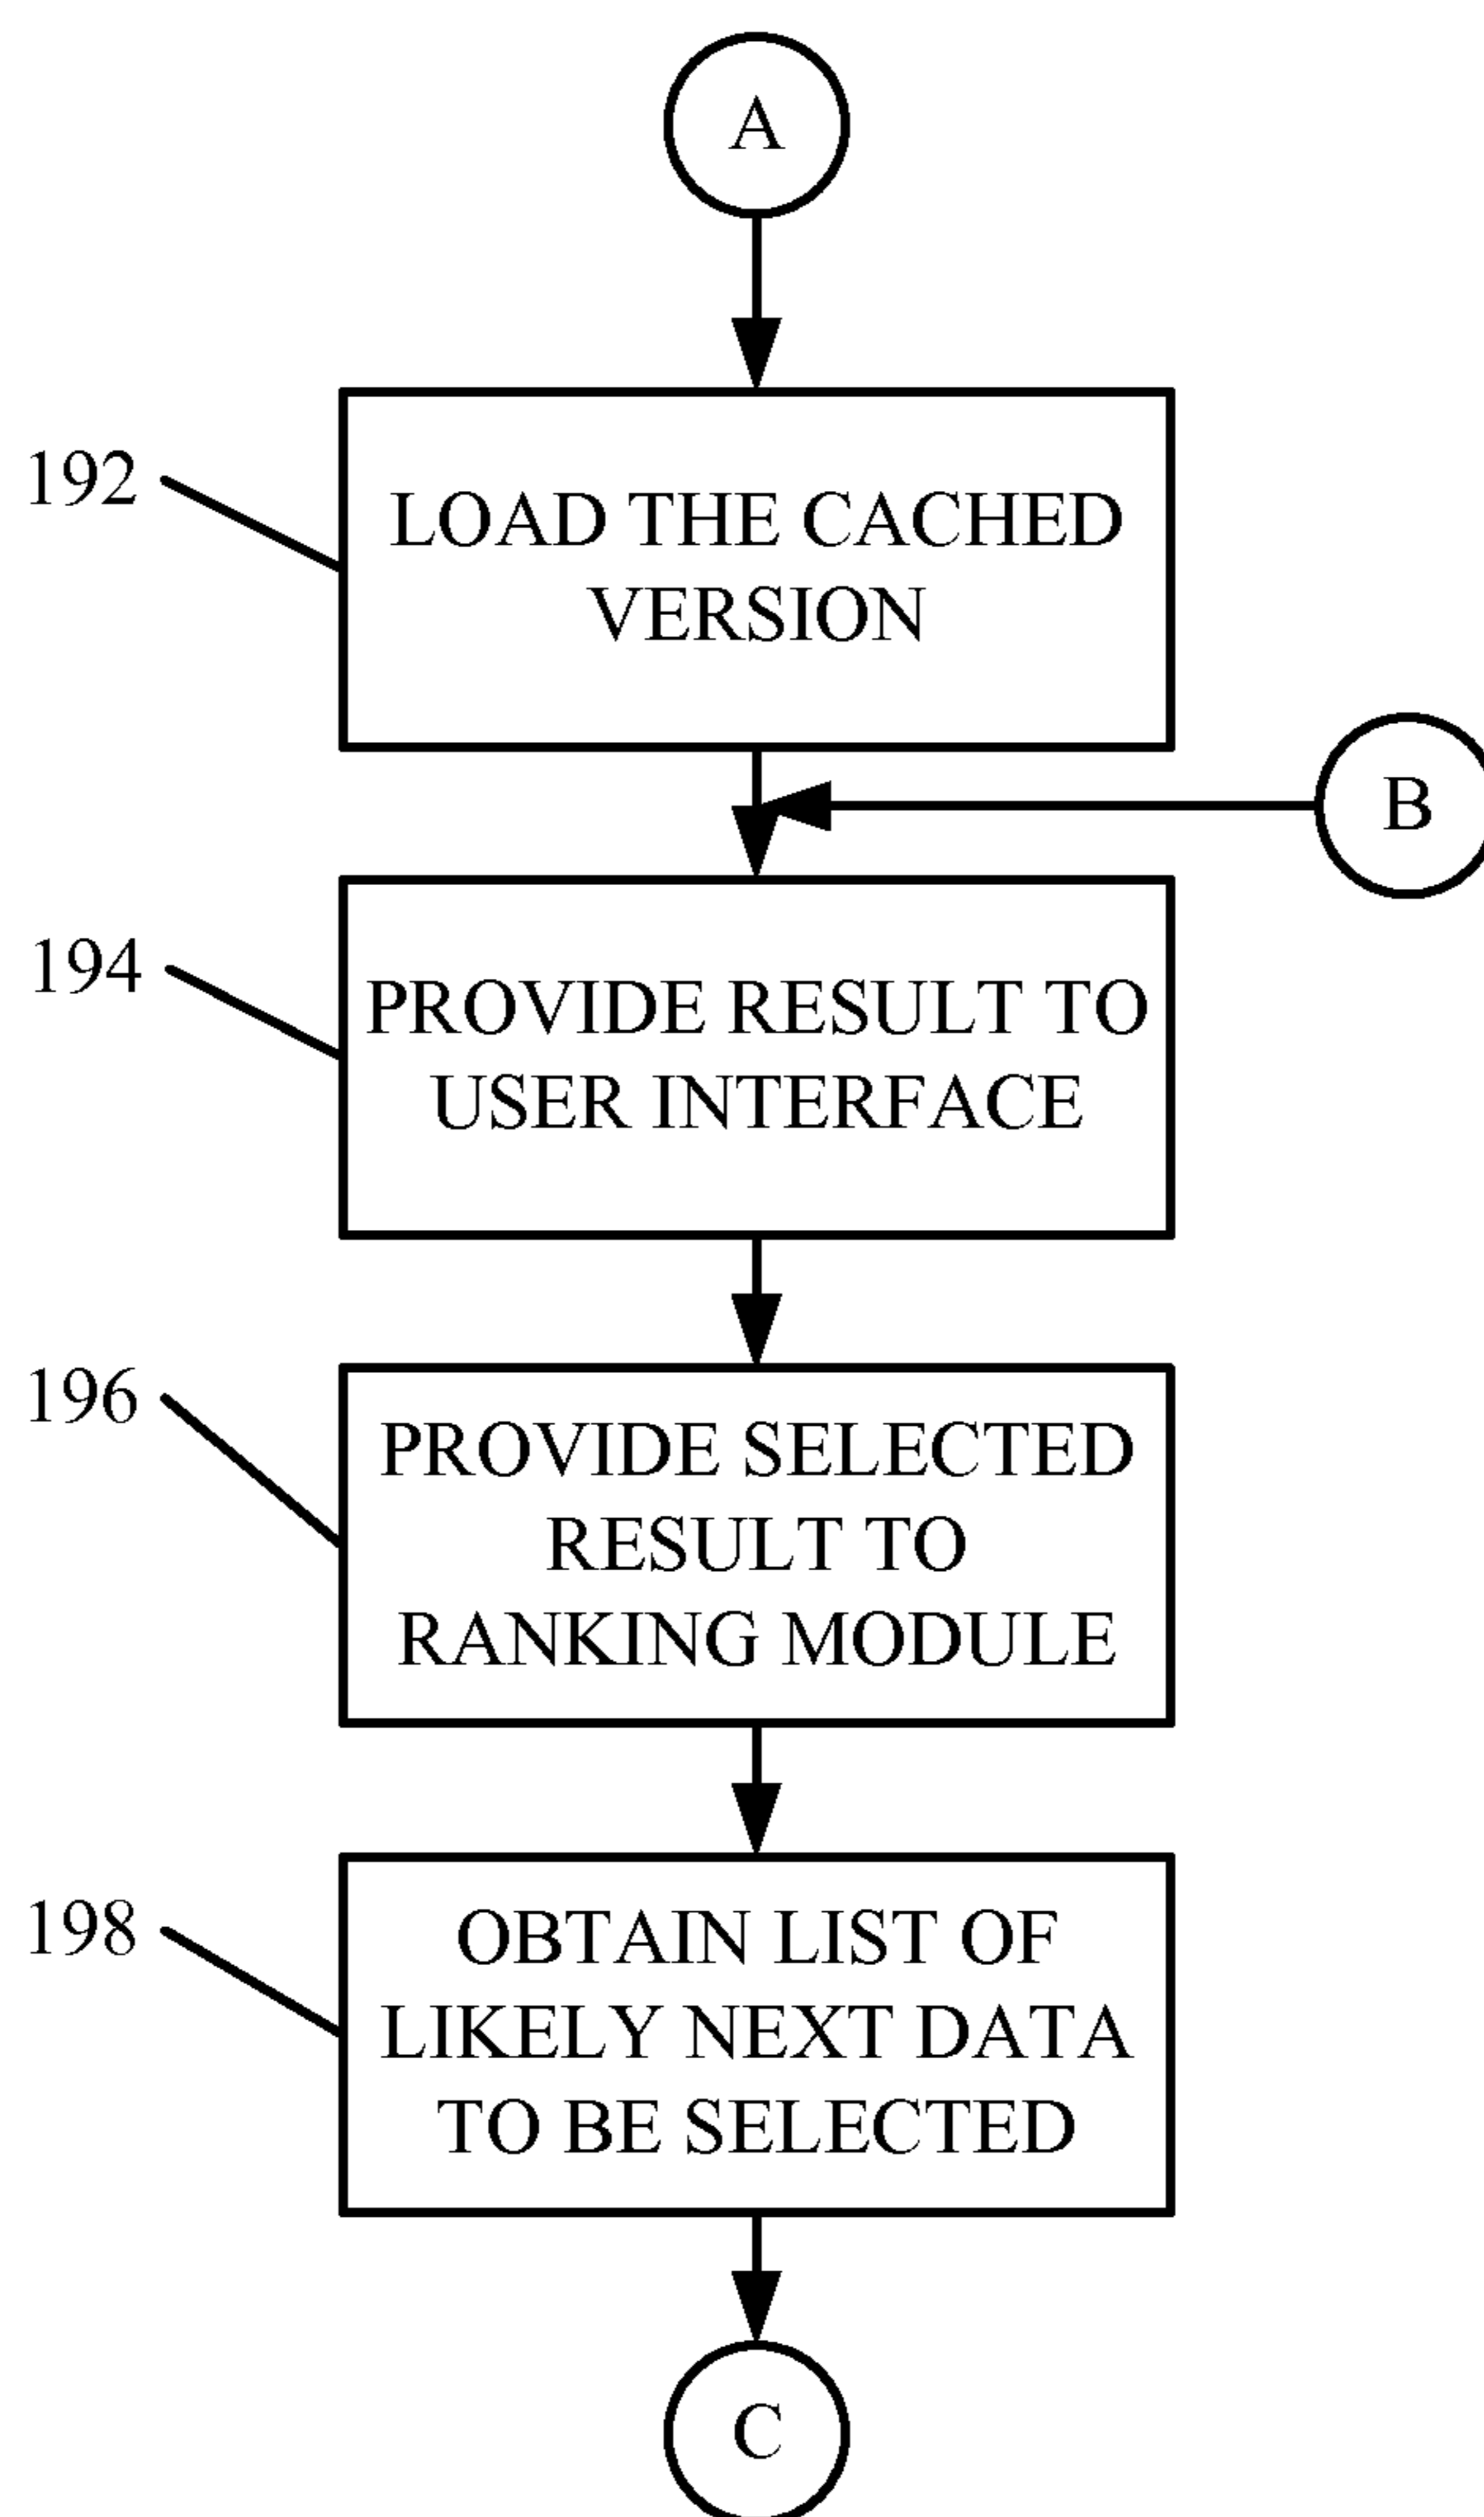 A
192
LOAD THE CACHED
VERSION
B
194
PROVIDE RESULT TO
USER INTERFACE
196
PROVIDE SELECTED
RESULT TO
RANKING MODULE
198
OBTAIN LIST OF
LIKELY NEXT DATA
TO BE SELECTED
C